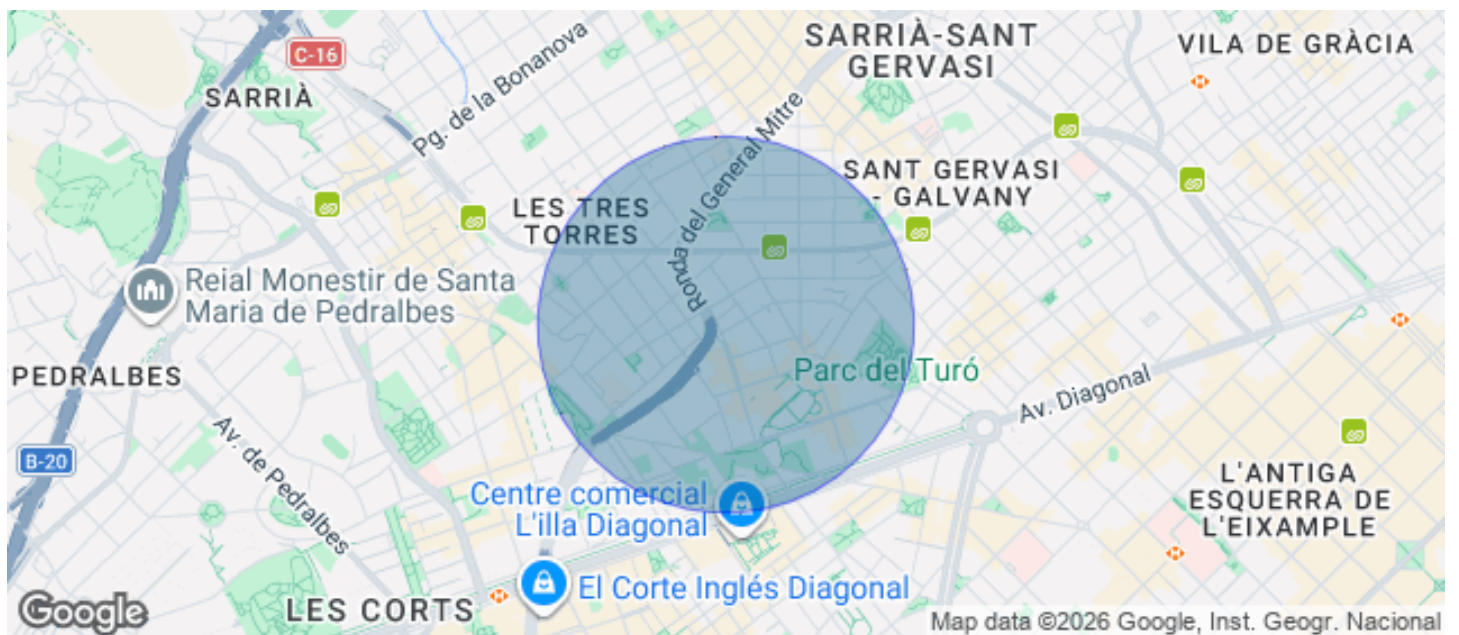 SARRIÀ-SANT
GERVASI
VILA DE GRÀCIA
C-16
SARRIÀ
Pg. de la Bonanova
Ronda del General Mitre
SANT GERVASI
- GALVANY
LES TRES
TORRES
Reial Monestir de Santa
Maria de Pedralbes
PEDRALBES
Parc del Turó
Av. Diagonal
Av. de Pedralbes
B-20
L'ANTIGA
ESQUERRA DE
L'EIXAMPLE
Centre comercial
L'illa Diagonal
El Corte Inglés Diagonal
LES CORTS
Google
Map data ©2026 Google, Inst. Geogr. Nacional